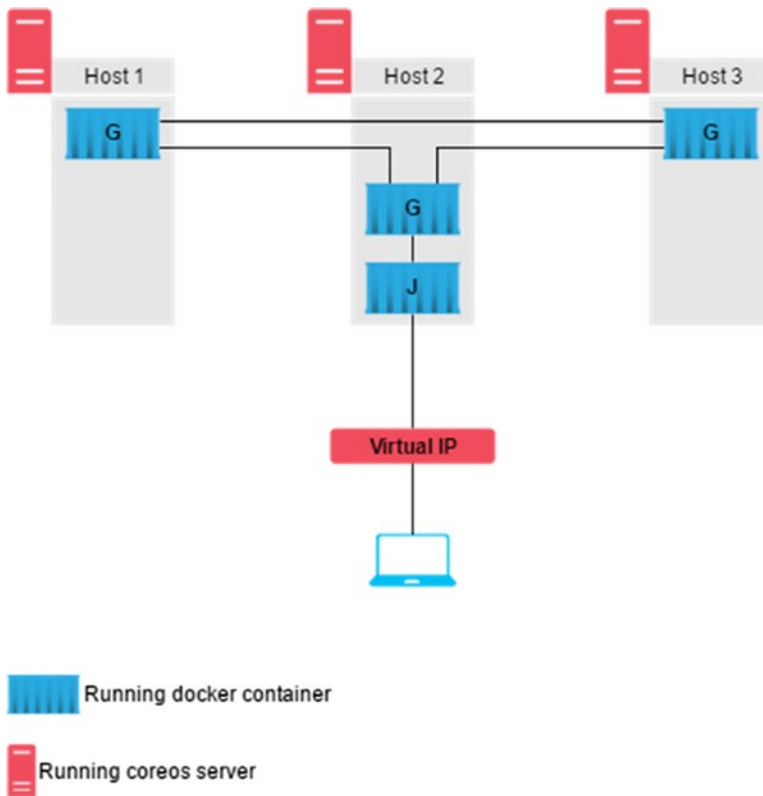 Host 1
Host 2
Host 3
G
G
G
J
Virtual IP
Running docker container
Running coreos server